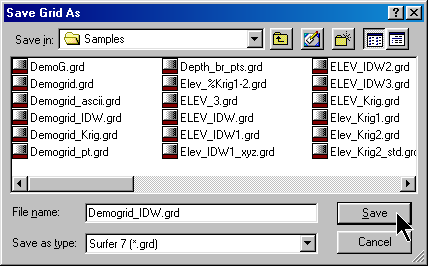 Save Grid As
Save in: Samples
DemoG.grd
Demogrid.grd
Demogrid_ascii.grd
Demogrid_IDW.grd
Demogrid_Krig.grd
Demogrid_pt.grd
Depth_br_pts.grd
Elev_%Krig1-2.grd
ELEV_3.grd
ELEV_IDW.grd
ELEV_IDW1.grd
Elev_IDW1_xyz.grd
ELEV_IDW2.grd
ELEV_IDW3.grd
ELEV_Krig.grd
Elev_Krig1.grd
Elev_Krig2.grd
Elev_Krig2_std.grd
File name: Demogrid_IDW.grd Save
Save as type: Surfer 7 (*.grd) Cancel